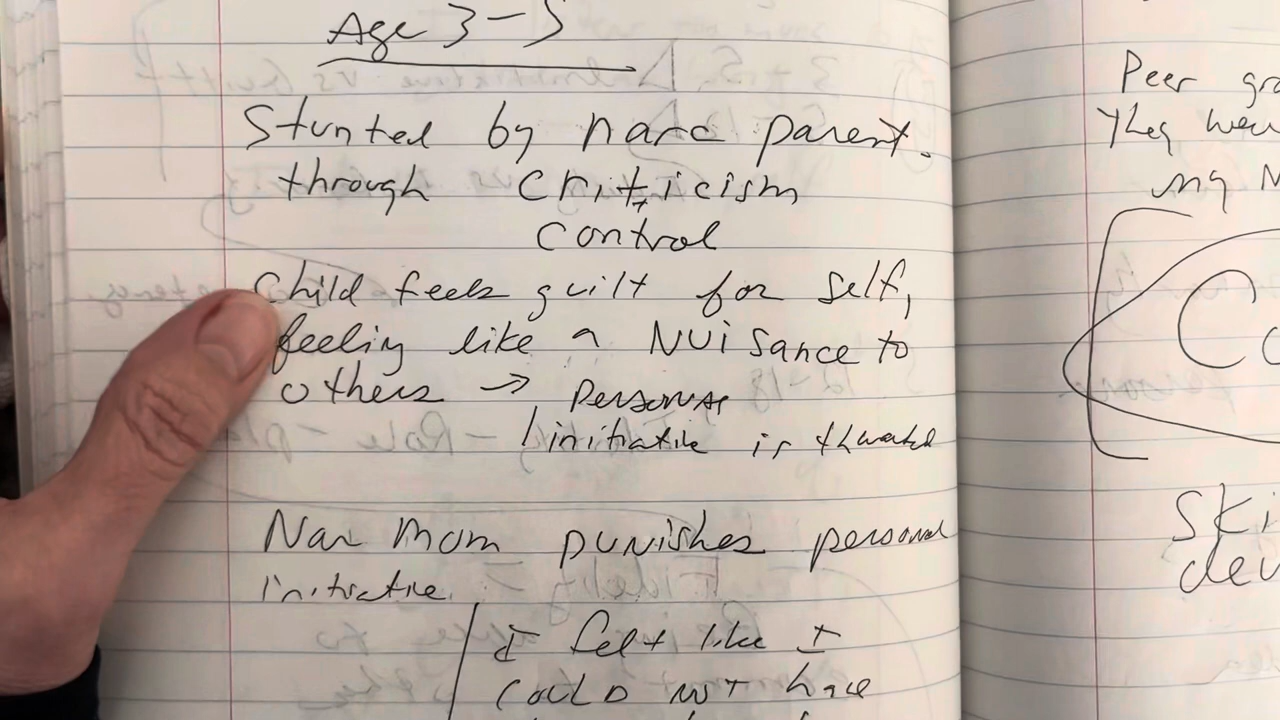 Age 3-5
Stunted by narc parent.
through criticism
+
control
Child feels guilt for self,
feeling like a NUisance to
others → personal
initiative is thwarted
Nar mom punishes personal
initiative.
I felt like I
could not have
Peer
They
my
Ski
dev